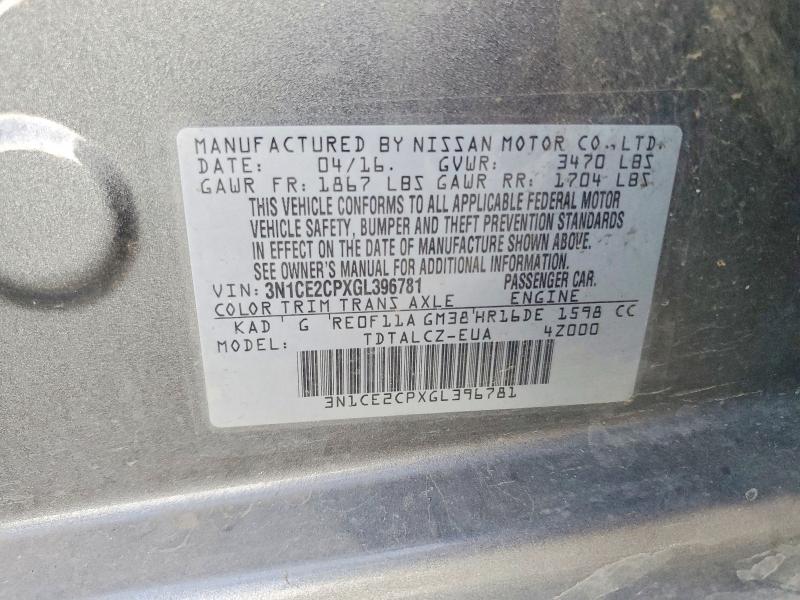 MANUFACTURED BY NISSAN MOTOR CO., LTD.
DATE: 04/16. GVWR: 3470 LBS
GAWR FR: 1867 LBS GAWR RR: 1704 LBS
THIS VEHICLE CONFORMS TO ALL APPLICABLE FEDERAL MOTOR
VEHICLE SAFETY, BUMPER AND THEFT PREVENTION STANDARDS
IN EFFECT ON THE DATE OF MANUFACTURE SHOWN ABOVE.
SEE OWNER'S MANUAL FOR ADDITIONAL INFORMATION.
VIN: 3N1CE2CPXGL396781 PASSENGER CAR.
COLOR TRIM TRANS AXLE ENGINE
KAD G RE0F11A GM38 HR16DE 1598 CC
MODEL: TDTALCZ-EUA 4Z000
3N1CE2CPXGL396781